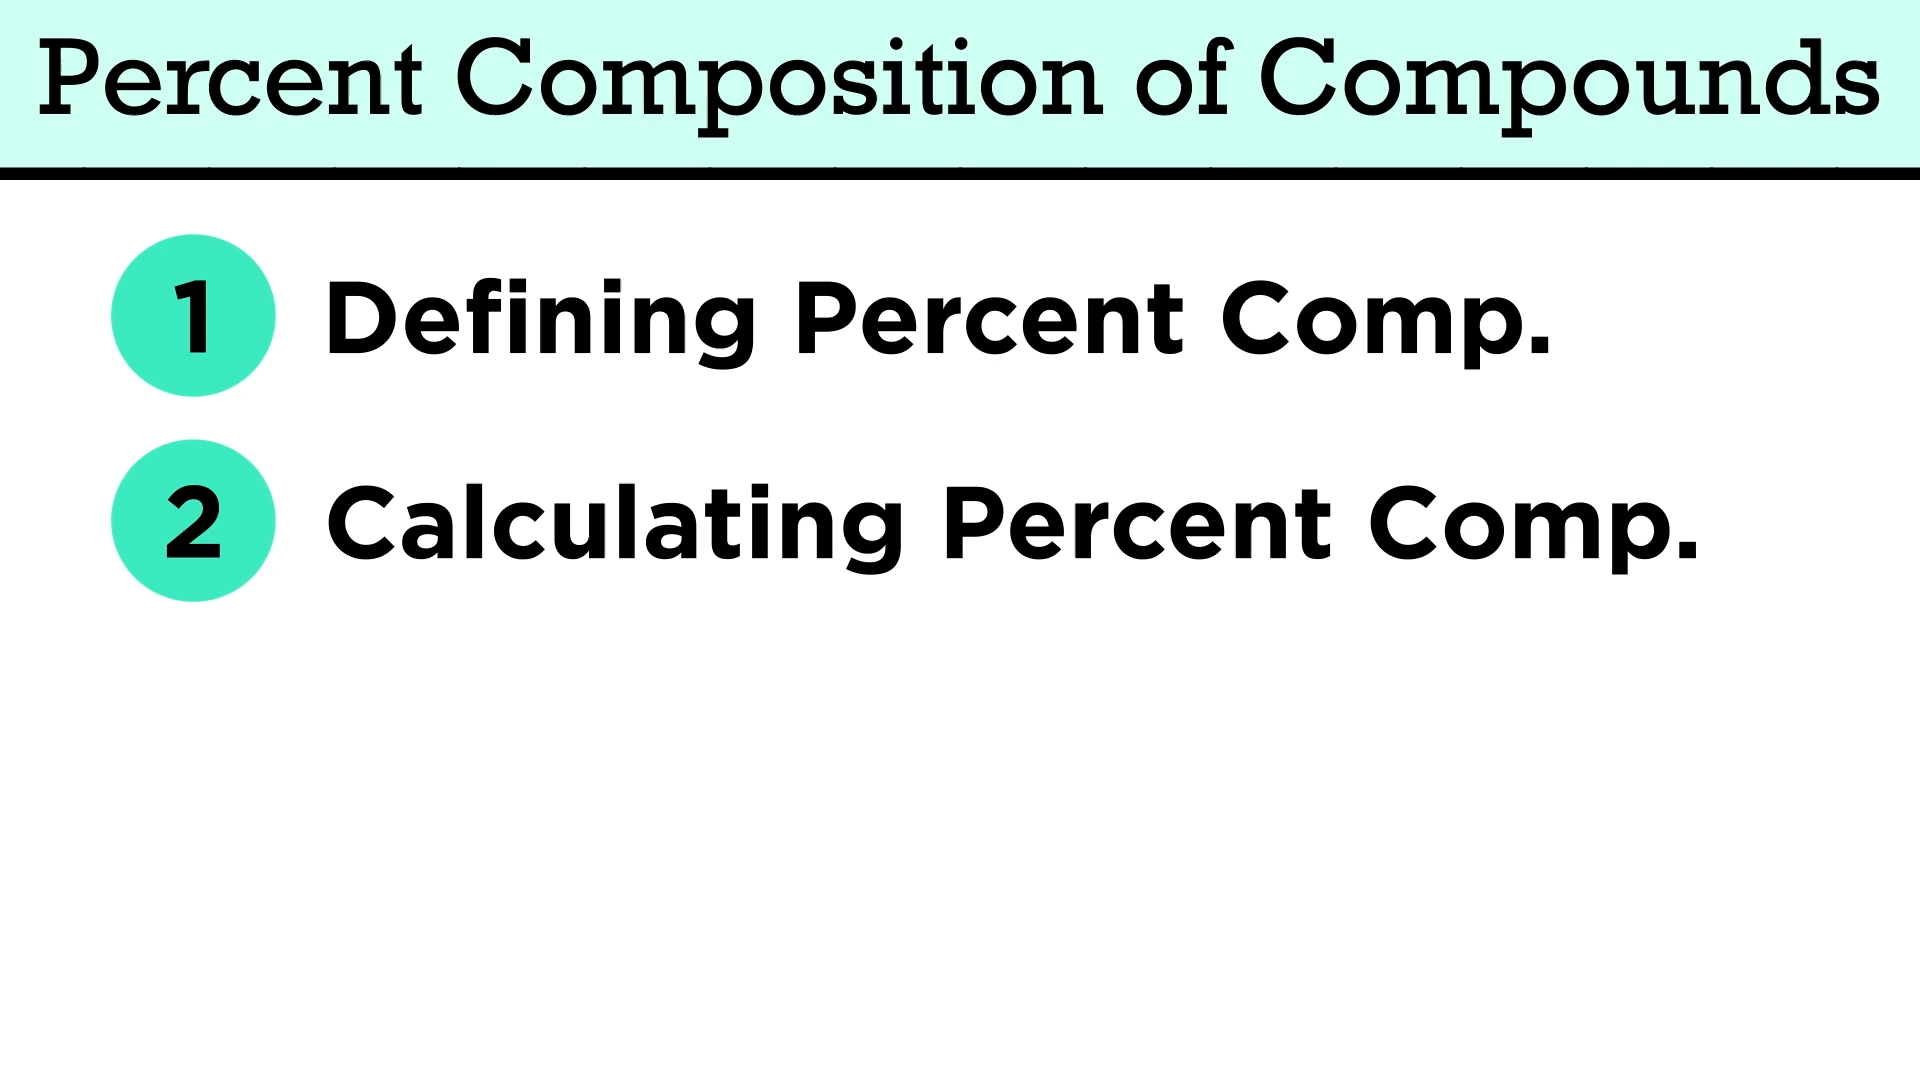 Percent Composition of Compounds
1 Defining Percent Comp.
2 Calculating Percent Comp.